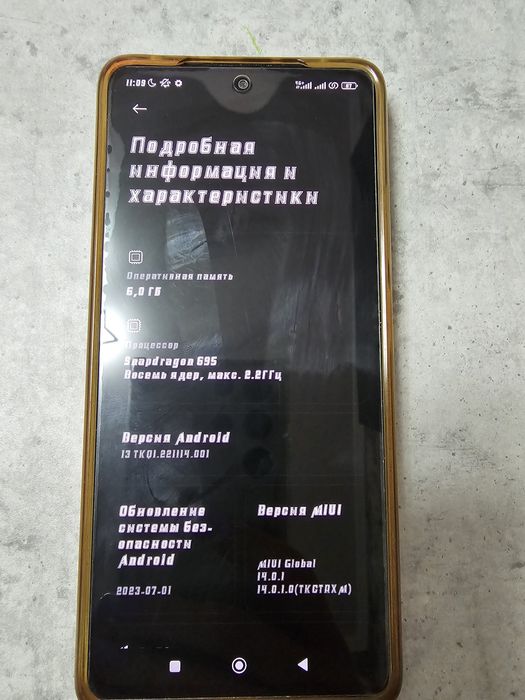 11:09
67
Подробная
информация и
характеристики
Оперативная память
6,0 ГБ
Процессор
Snapdragon 695
Восемь ядер, макс. 2.2ГГц
Версия Android
13 TKQ1.221114.001
Обновление
системы без-
опасности
Android
2023-07-01
Версия MIUI
MIUI Global
14.0.1
14.0.1.0(TKCTRXM)